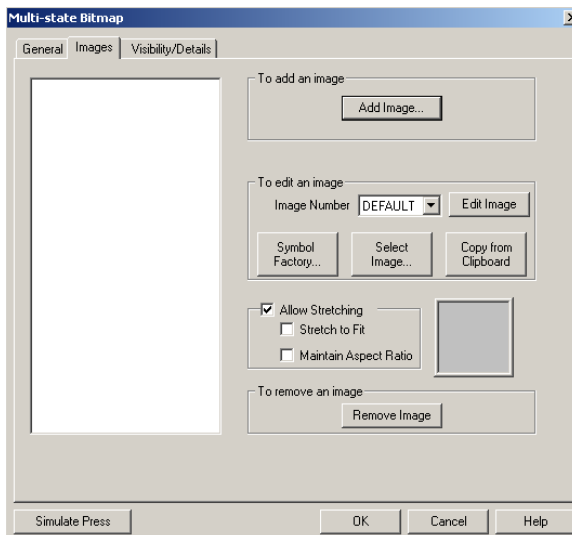 Multi-state Bitmap
General Images Visibility/Details
To add an image
Add Image...
To edit an image
Image Number DEFAULT Edit Image
Symbol Factory...
Select Image...
Copy from Clipboard
Allow Stretching
Stretch to Fit
Maintain Aspect Ratio
To remove an image
Remove Image
Simulate Press OK Cancel Help